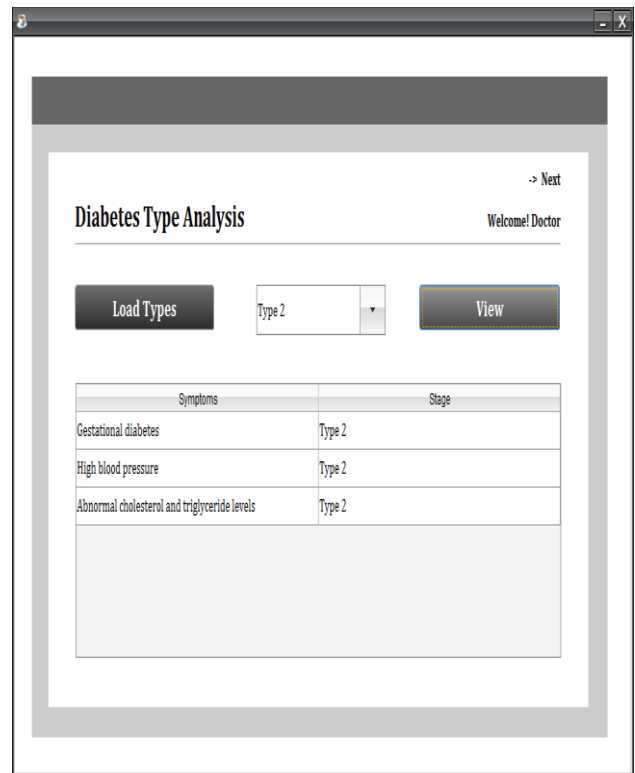 - X
-> Next
Diabetes Type Analysis
Welcome! Doctor
Load Types
Type 2
View
Symptoms Stage
Gestational diabetes Type 2
High blood pressure Type 2
Abnormal cholesterol and triglyceride levels Type 2